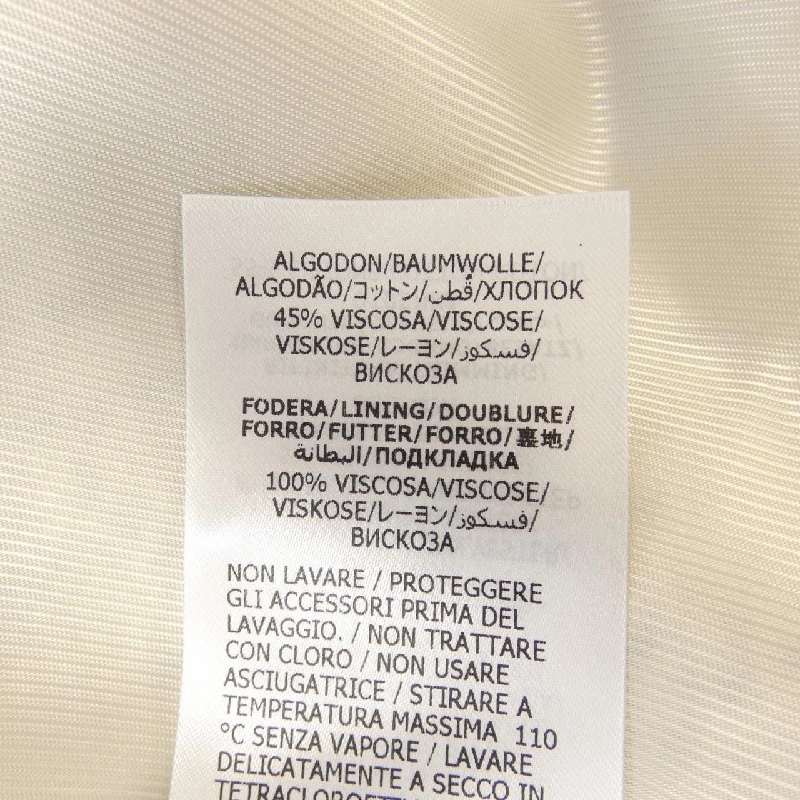 ALGODON/BAUMWOLLE/
ALGODÃO/コットン/قطن/ХЛОПОК
45% VISCOSA/VISCOSE/
VISKOSE/レーヨン/فسكوز/
ВИСКОЗА
FODERA/LINING/DOUBLURE/
FORRO/FUTTER/FORRO/裏地/
البطانة/ПОДКЛАДКА
100% VISCOSA/VISCOSE/
VISKOSE/レーヨン/فسكوز/
ВИСКОЗА
NON LAVARE / PROTEGGERE
GLI ACCESSORI PRIMA DEL
LAVAGGIO. / NON TRATTARE
CON CLORO / NON USARE
ASCIUGATRICE / STIRARE A
TEMPERATURA MASSIMA 110
°C SENZA VAPORE / LAVARE
DELICATAMENTE A SECCO IN